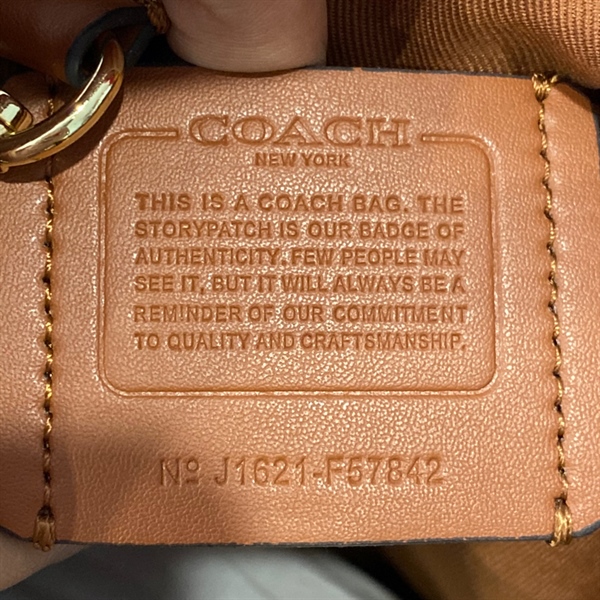 COACH
NEW YORK
THIS IS A COACH BAG. THE
STORYPATCH IS OUR BADGE OF
AUTHENTICITY. FEW PEOPLE MAY
SEE IT, BUT IT WILL ALWAYS BE A
REMINDER OF OUR COMMITMENT
TO QUALITY AND CRAFTSMANSHIP.
Nº J1621-F57842